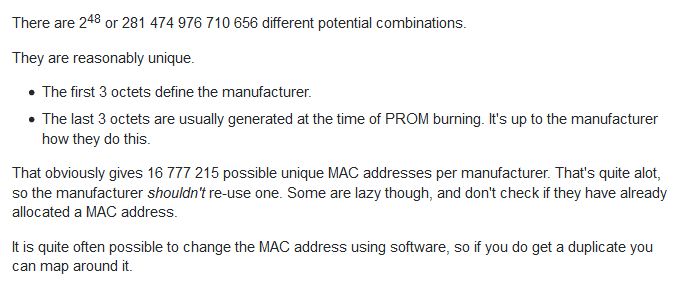 There are 2⁴⁸ or 281 474 976 710 656 different potential combinations.
They are reasonably unique.
• The first 3 octets define the manufacturer.
• The last 3 octets are usually generated at the time of PROM burning. It's up to the manufacturer
how they do this.
That obviously gives 16 777 215 possible unique MAC addresses per manufacturer. That's quite alot,
so the manufacturer shouldn't re-use one. Some are lazy though, and don't check if they have already
allocated a MAC address.
It is quite often possible to change the MAC address using software, so if you do get a duplicate you
can map around it.